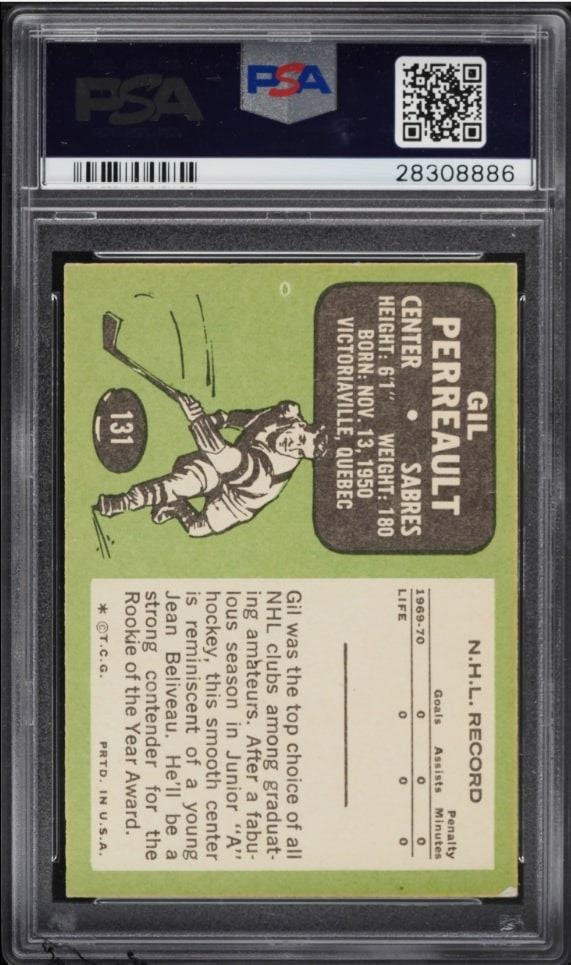 PSA
PSA
28308886
GIL
PERREAULT
CENTER • SABRES
HEIGHT: 6'1" WEIGHT: 180
BORN: NOV. 13, 1950
VICTORIAVILLE, QUEBEC
131
N.H.L. RECORD
Goals Assists Penalty Minutes
1969-70 0 0 0
LIFE 0 0 0
Gil was the top choice of all
NHL clubs among graduat-
ing amateurs. After a fabu-
lous season in Junior "A"
hockey, this smooth center
is reminiscent of a young
Jean Beliveau. He'll be a
strong contender for the
Rookie of the Year Award.
* ©T.C.G. PRTD. IN U.S.A.